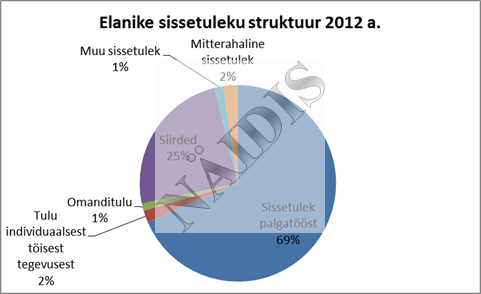 Elanike sissetuleku struktuur 2012 a.
Muu sissetulek
1%
Mitterahaline
sissetulek
2%
Siirded
25%
NÄIDIS
Omanditulu
1%
Tulu
individuaalsest
töisest
tegevusest
2%
Sissetulek
palgatööst
69%